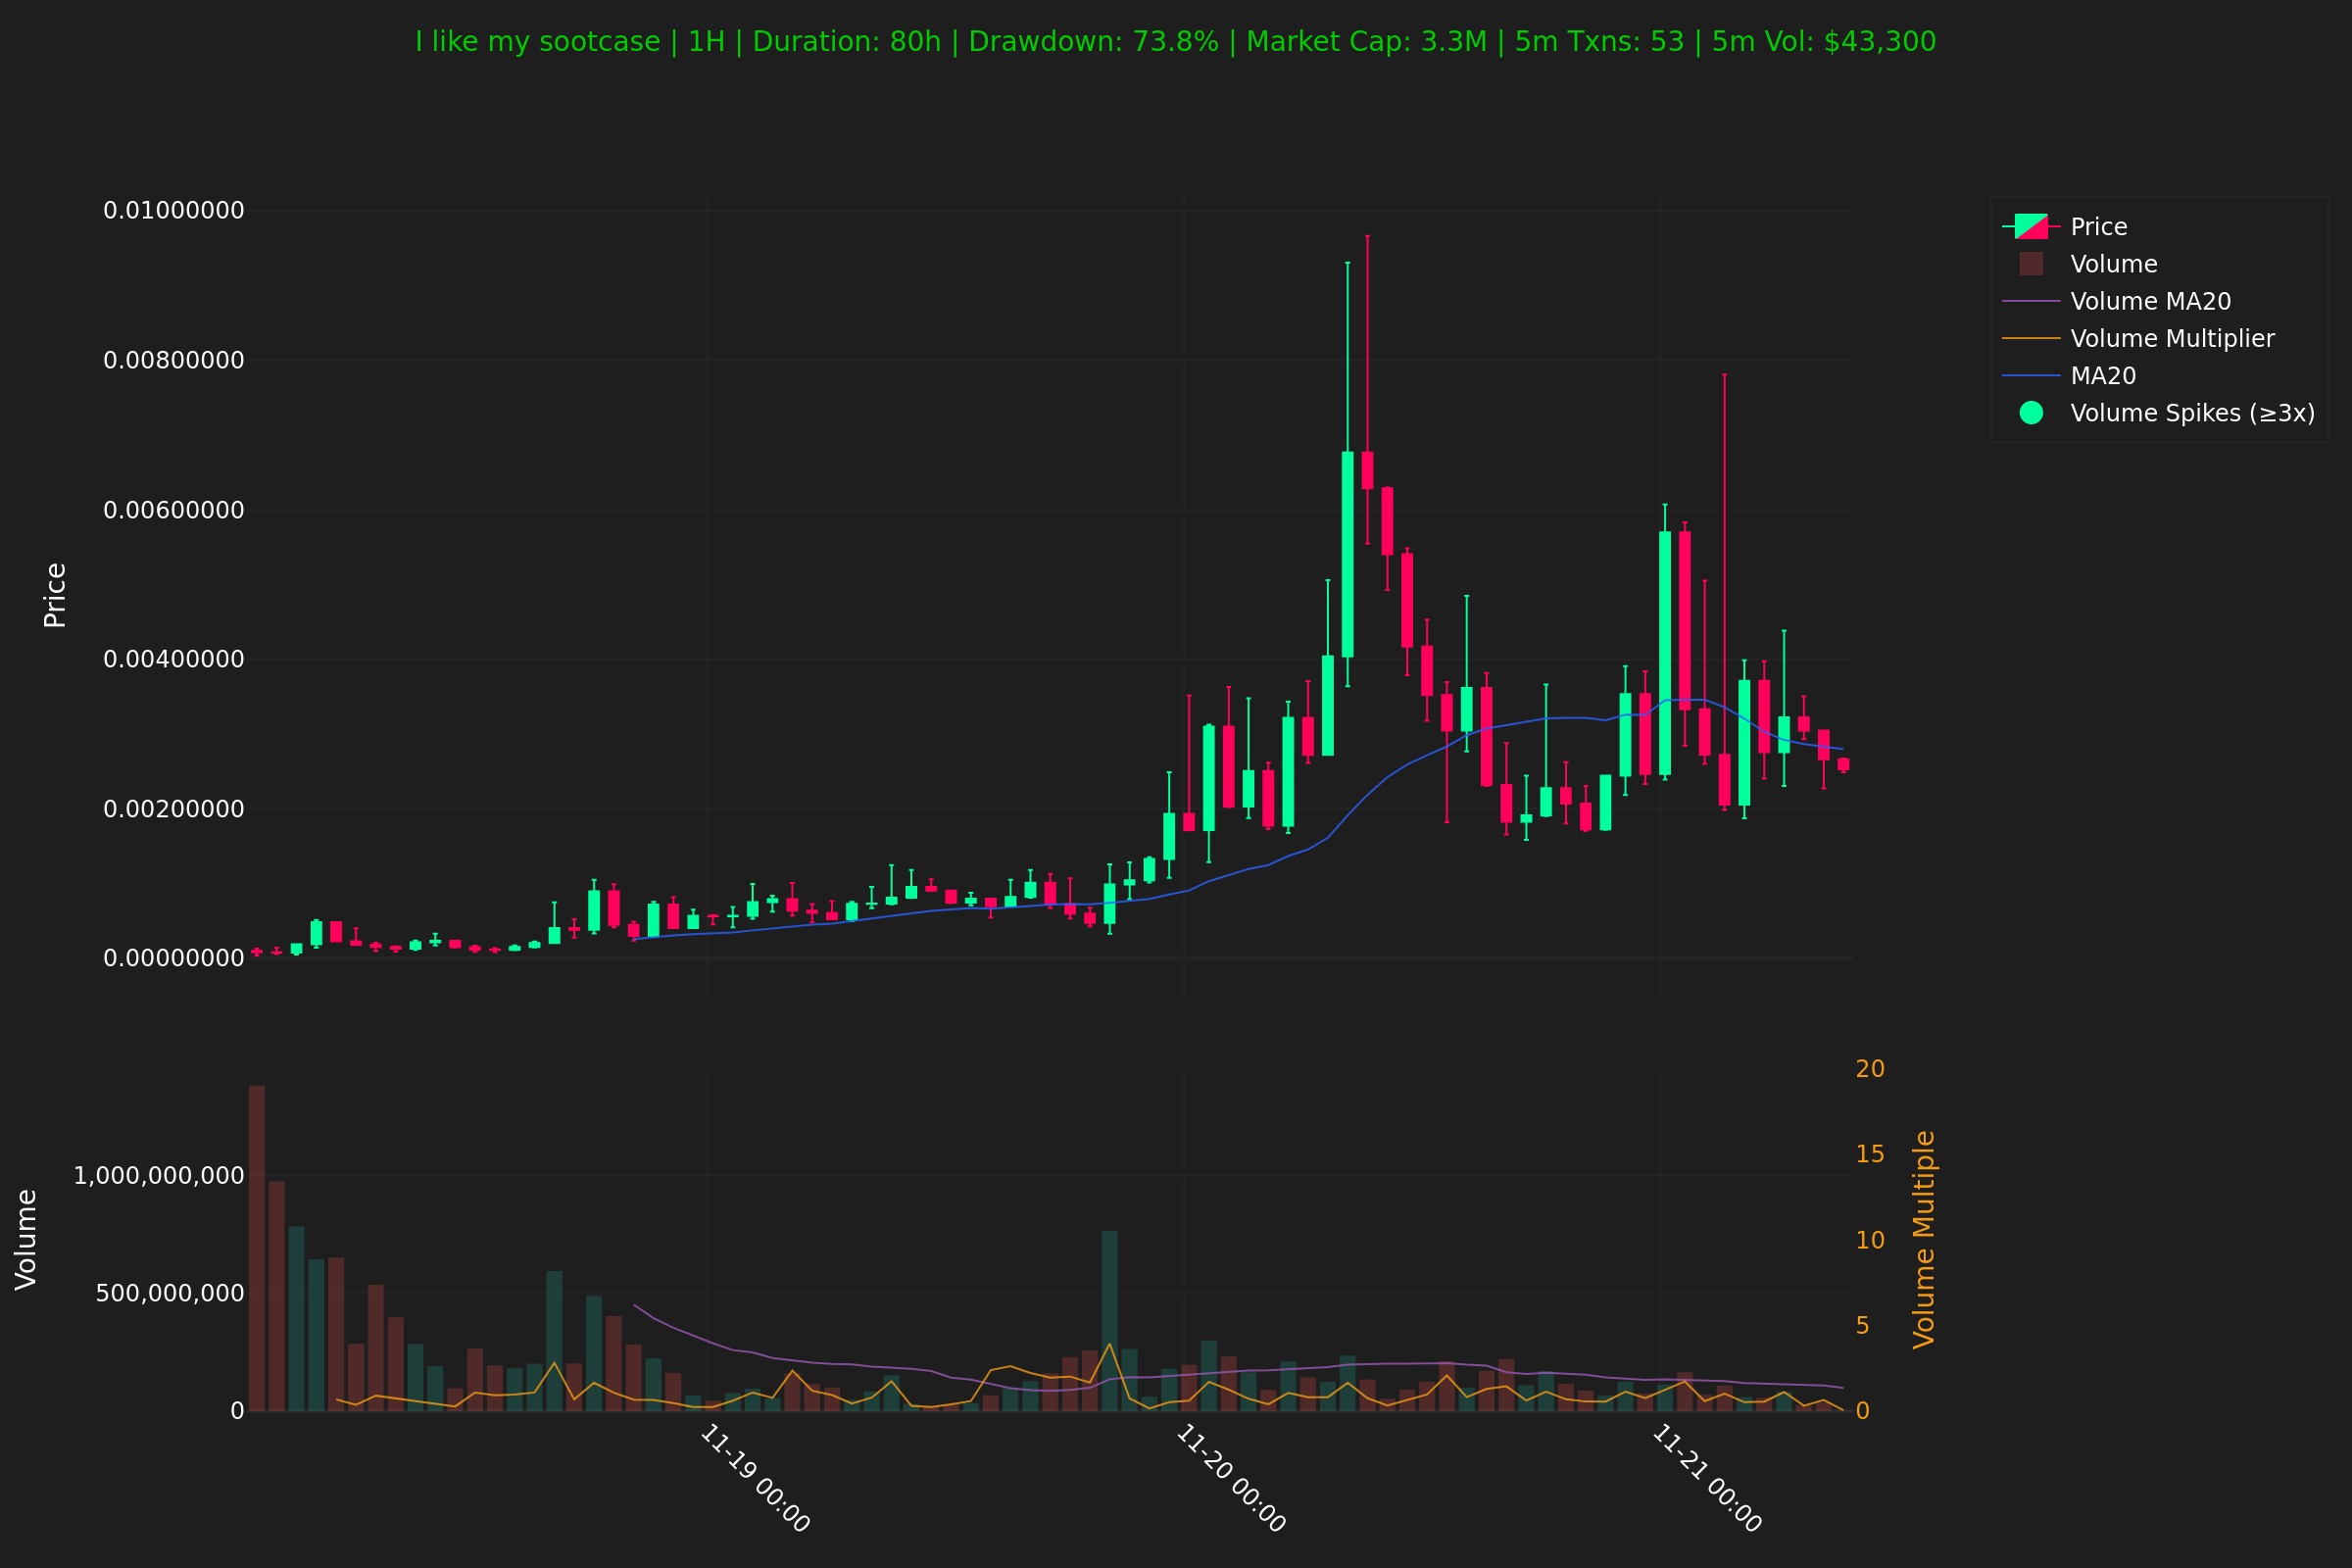 I like my sootcase | 1H | Duration: 80h | Drawdown: 73.8% | Market Cap: 3.3M | 5m Txns: 53 | 5m Vol: $43,300
Price
0.01000000
0.00800000
0.00600000
0.00400000
0.00200000
0.00000000
Price
Volume
Volume MA20
Volume Multiplier
MA20
Volume Spikes (≥3x)
Volume
1,000,000,000
500,000,000
0
20
15
10
5
0
Volume Multiple
11-19 00:00
11-20 00:00
11-21 00:00